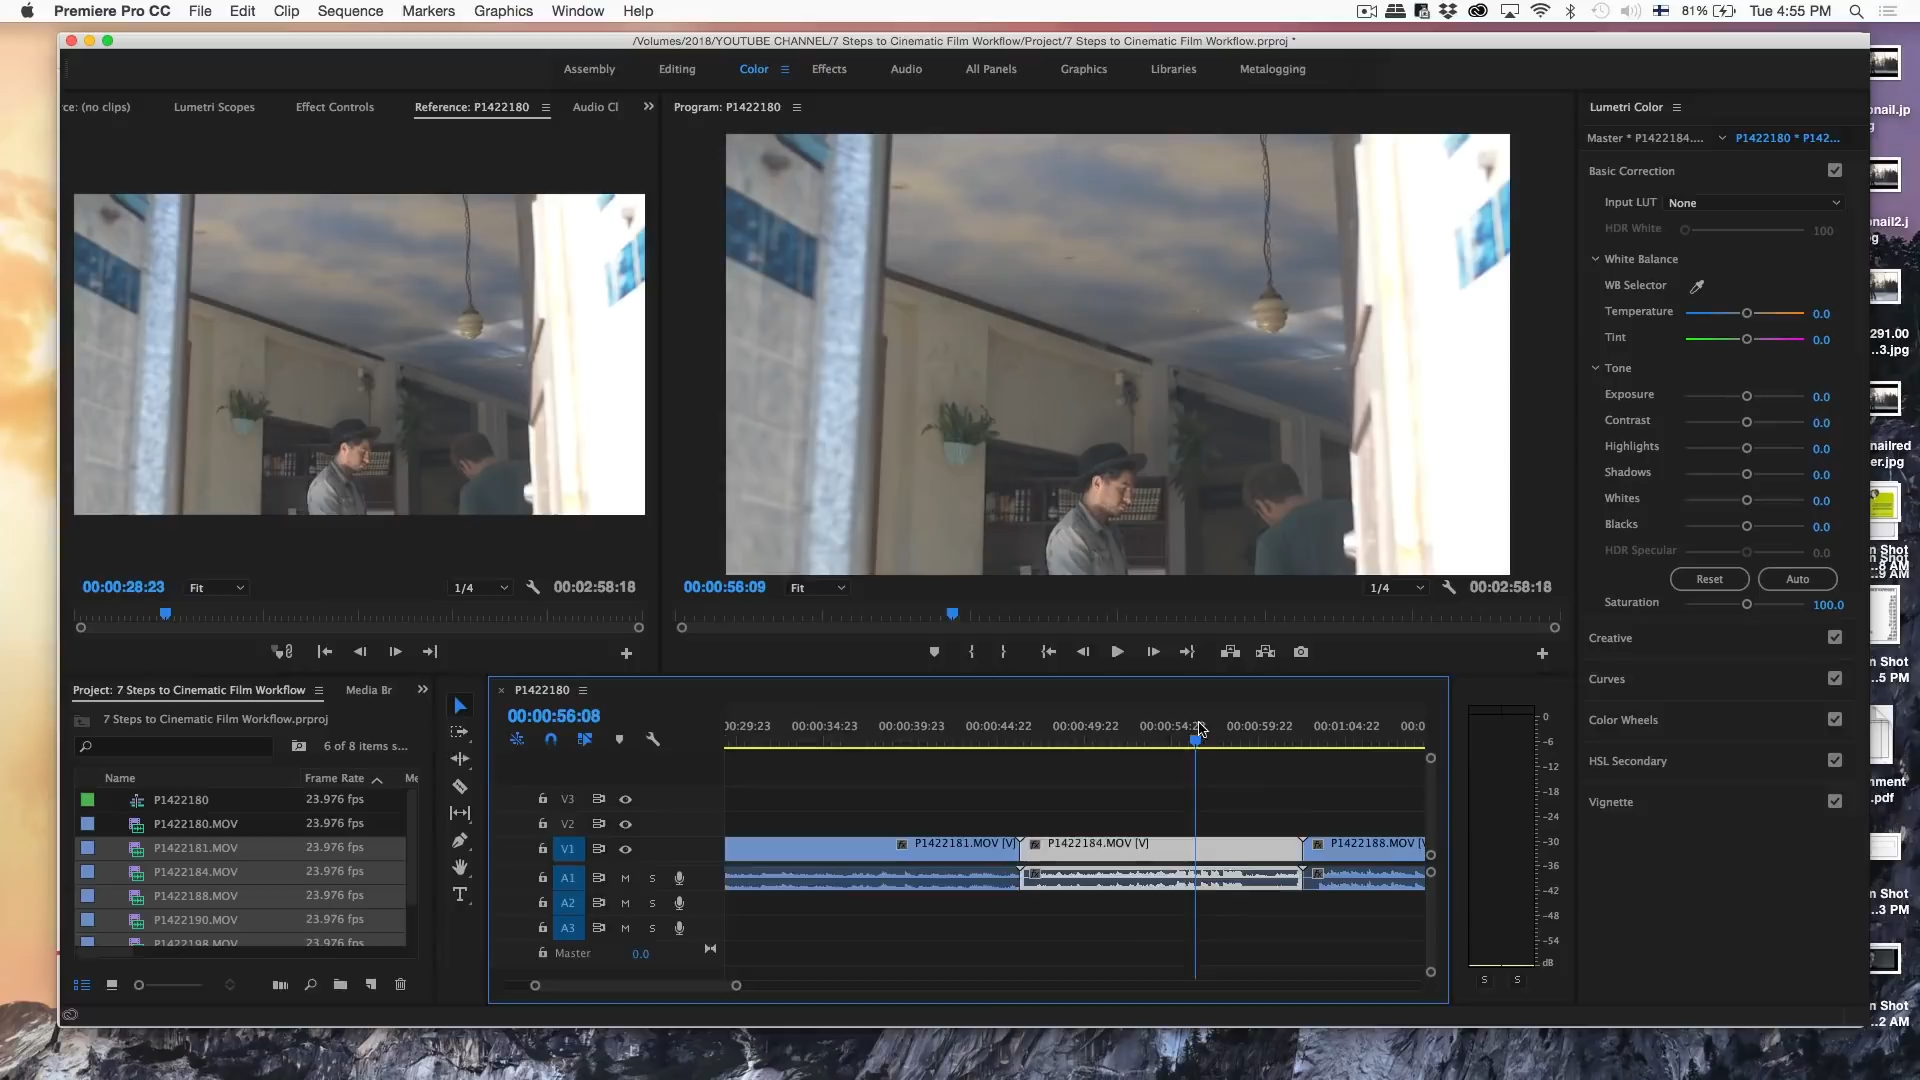 Premiere Pro CC File Edit Clip Sequence Markers Graphics Window Help 81% Tue 4:55 PM
/Volumes/2018/YOUTUBE CHANNEL/7 Steps to Cinematic Film Workflow/Project/7 Steps to Cinematic Film Workflow.prproj *
Assembly Editing Color Effects Audio All Panels Graphics Libraries Metalogging
ce: (no clips) Lumetri Scopes Effect Controls Reference: P1422180 Audio Cl
Program: P1422180
Lumetri Color
Master * P1422184.... P1422180 * P142...
Basic Correction
Input LUT None
HDR White 100
White Balance
WB Selector
Temperature 0.0
Tint 0.0
Tone
Exposure 0.0
Contrast 0.0
Highlights 0.0
Shadows 0.0
Whites 0.0
Blacks 0.0
HDR Specular 0.0
Reset Auto
Saturation 100.0
Creative
Curves
Color Wheels
HSL Secondary
Vignette
00:00:28:23 Fit 1/4 00:02:58:18
00:00:56:09 Fit 1/4 00:02:58:18
Project: 7 Steps to Cinematic Film Workflow Media Br
7 Steps to Cinematic Film Workflow.prproj
6 of 8 items s...
Name Frame Rate Me
P1422180 23.976 fps
P1422180.MOV 23.976 fps
P1422181.MOV 23.976 fps
P1422184.MOV 23.976 fps
P1422188.MOV 23.976 fps
P1422190.MOV 23.976 fps
P1422198.MOV 23.976 fps
P1422180
00:00:56:08
00:29:23 00:00:34:23 00:00:39:23 00:00:44:22 00:00:49:22 00:00:54:2 00:00:59:22 00:01:04:22 00:0
V3
V2
V1 P1422181.MOV [V] P1422184.MOV [V] P1422188.MOV [V
A1 M S
A2 M S
A3 M S
Master 0.0
0
-6
-12
-18
-24
-30
-36
-42
-48
-54
dB
S S
onail.jp
g
nail2.j
g
291.00
...3.jpg
nailred
er.jpg
n Shot
...9 AM
n Shot
...5 PM
ment
.pdf
n Shot
...3 PM
n Shot
...2 AM